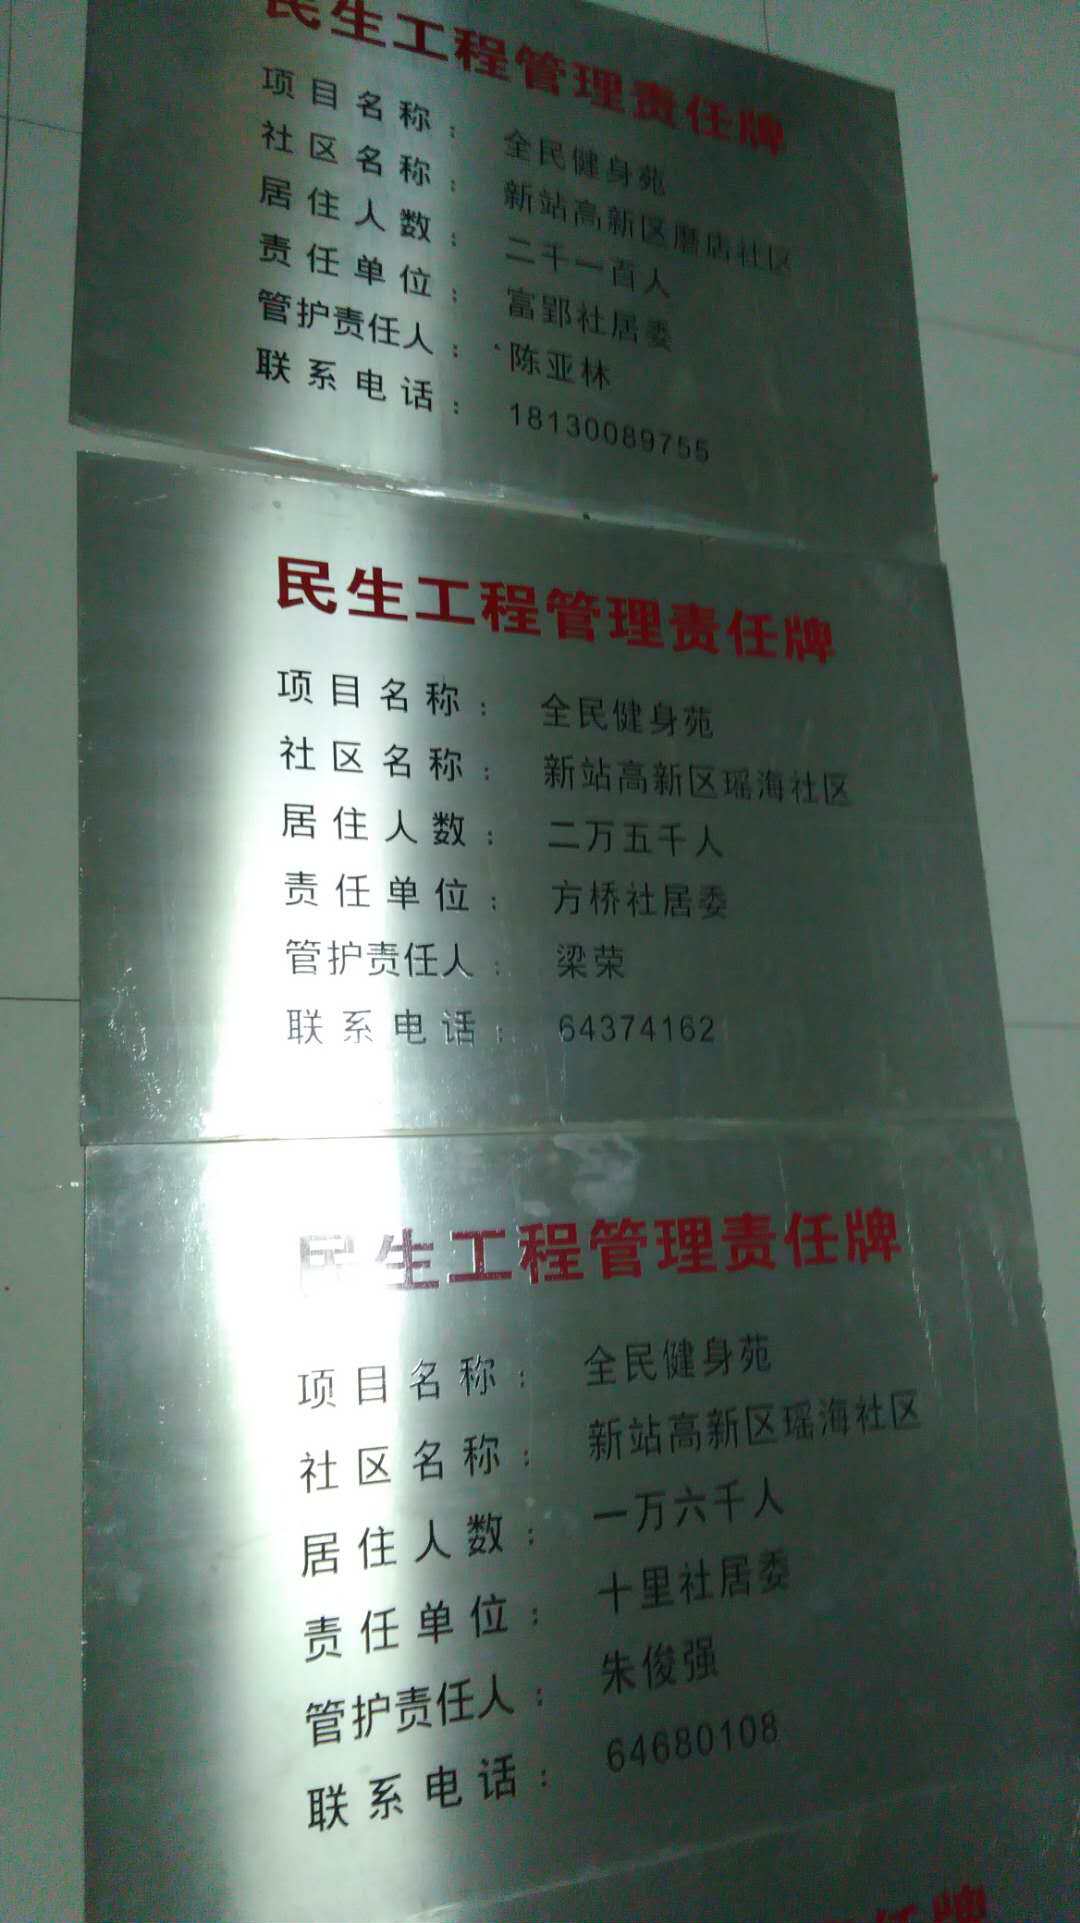 民生工程管理责任牌
项目名称：全民健身苑
社区名称：新站高新区磨店社区
居住人数：二千一百人
责任单位：富郢社居委
管护责任人：陈亚林
联系电话：18130089755
民生工程管理责任牌
项目名称：全民健身苑
社区名称：新站高新区瑶海社区
居住人数：二万五千人
责任单位：方桥社居委
管护责任人：梁荣
联系电话：64374162
民生工程管理责任牌
项目名称：全民健身苑
社区名称：新站高新区瑶海社区
居住人数：一万六千人
责任单位：十里社居委
管护责任人：朱俊强
联系电话：64680108
任牌